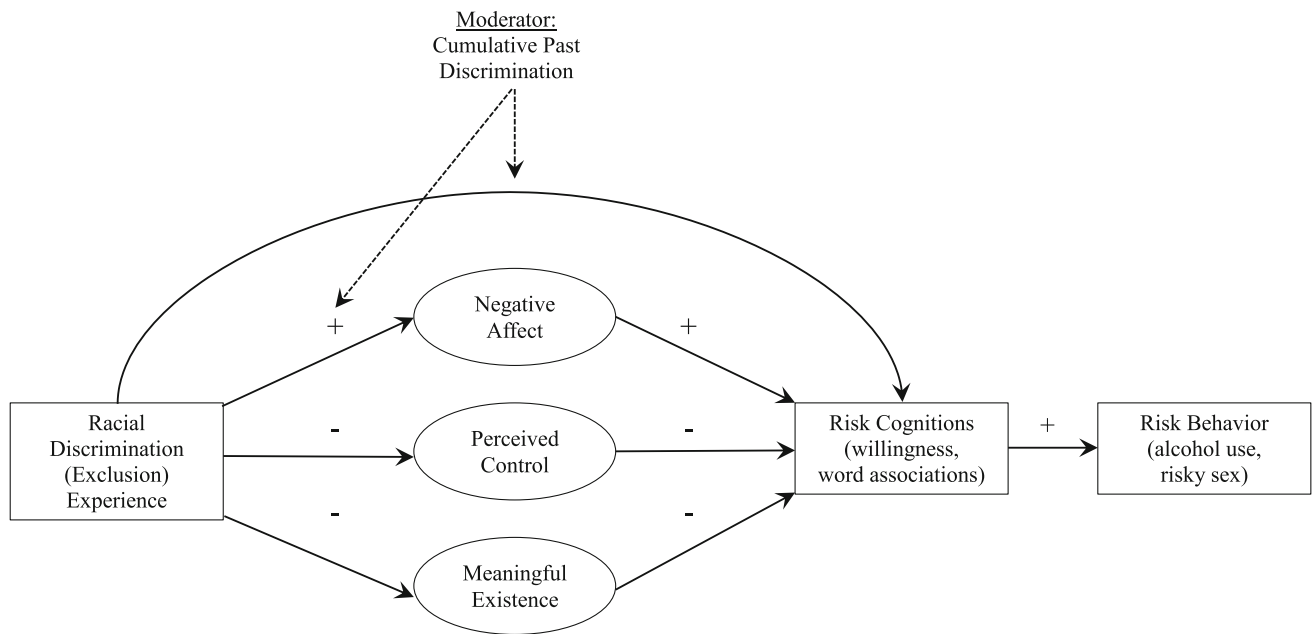 Moderator:
Cumulative Past
Discrimination
+
Negative
Affect
+
Racial
Discrimination
(Exclusion)
Experience
-
Perceived
Control
-
Risk Cognitions
(willingness,
word associations)
+
Risk Behavior
(alcohol use,
risky sex)
-
Meaningful
Existence
-